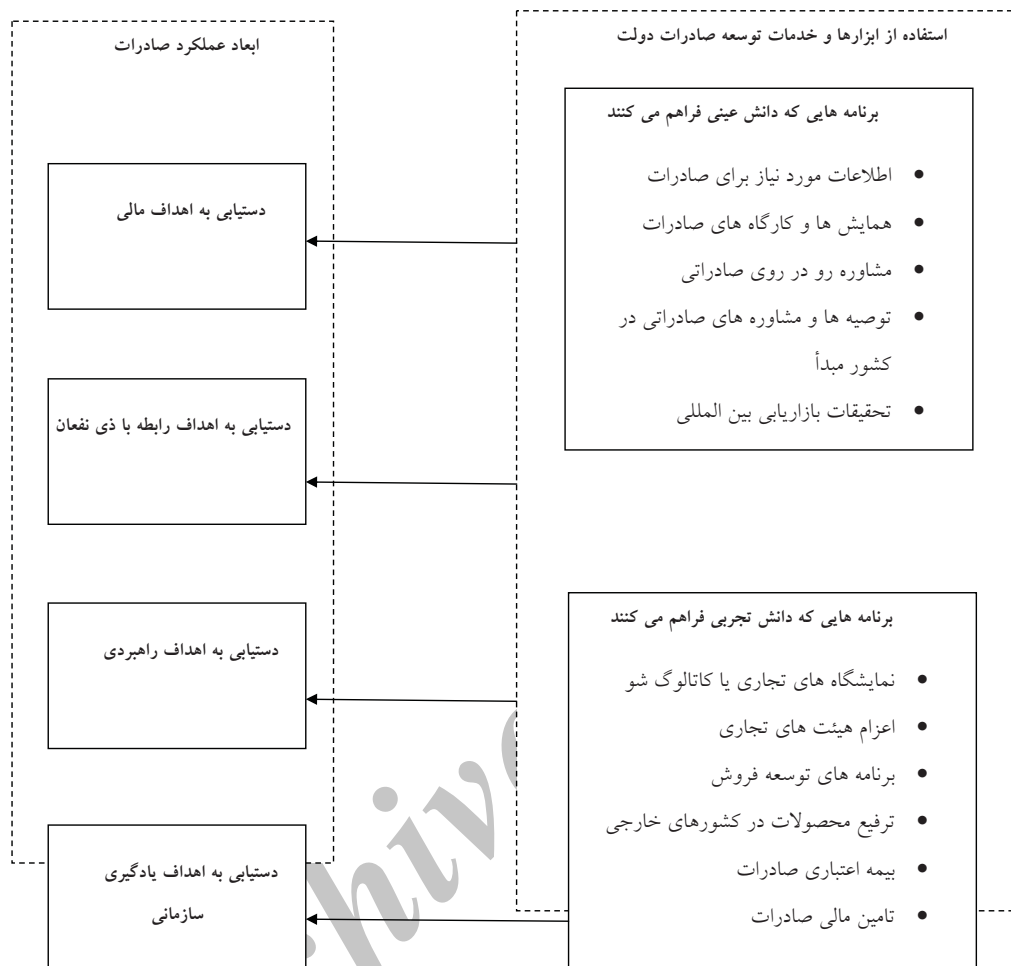 استفاده از ابزارها و خدمات توسعه صادرات دولت
برنامه هایی که دانش عینی فراهم می کنند
• اطلاعات مورد نیاز برای صادرات
• همایش ها و کارگاه های صادرات
• مشاوره رو در روی صادراتی
• توصیه ها و مشاوره های صادراتی در
کشور مبدأ
• تحقیقات بازاریابی بین المللی
برنامه هایی که دانش تجربی فراهم می کنند
• نمایشگاه های تجاری یا کاتالوگ شو
• اعزام هیئت های تجاری
• برنامه های توسعه فروش
• ترفیع محصولات در کشورهای خارجی
• بیمه اعتباری صادرات
• تامین مالی صادرات
ابعاد عملکرد صادرات
دستیابی به اهداف مالی
دستیابی به اهداف رابطه با ذی نفعان
دستیابی به اهداف راهبردی
دستیابی به اهداف یادگیری
سازمانی